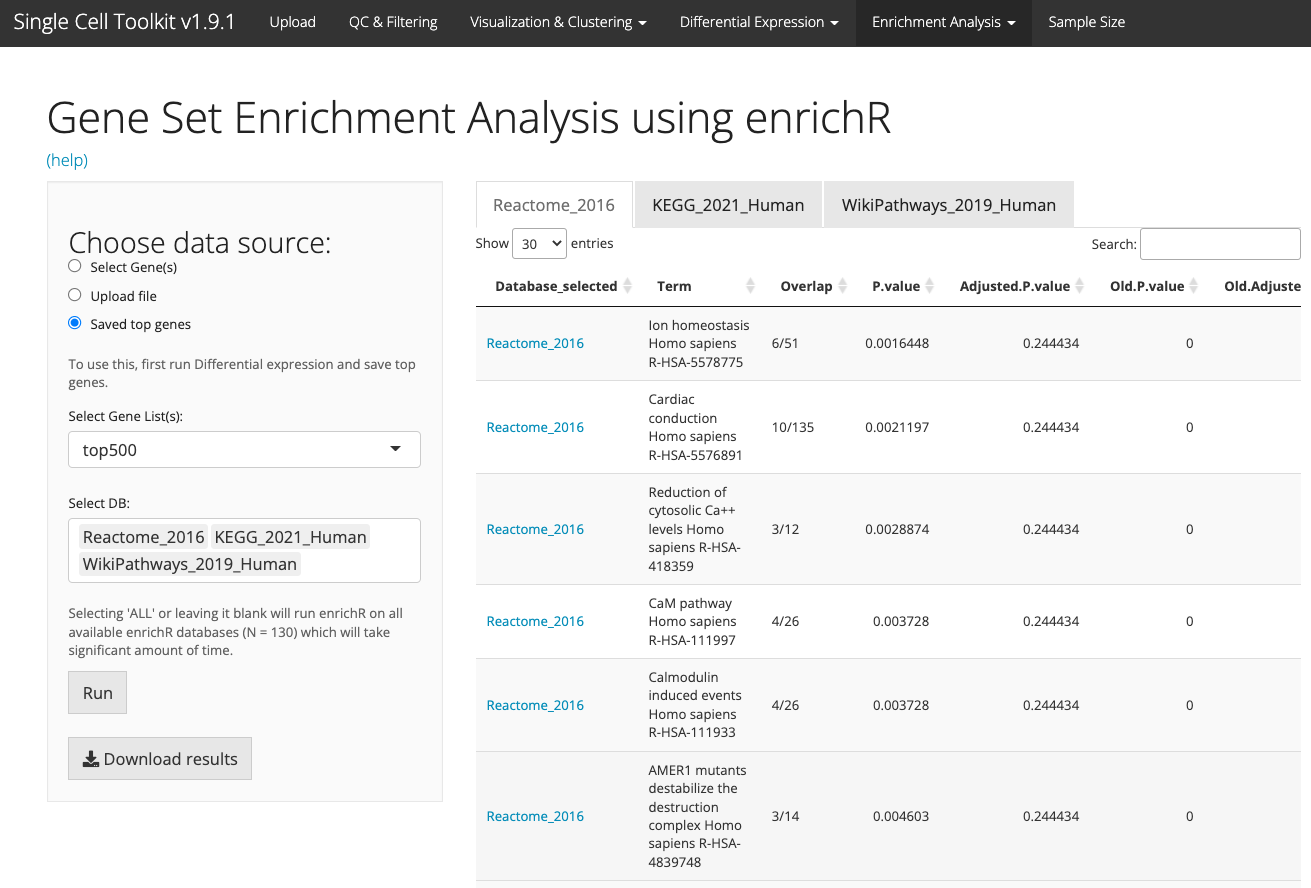 Single Cell Toolkit v1.9.1 Upload QC & Filtering Visualization & Clustering Differential Expression Enrichment Analysis Sample Size
Gene Set Enrichment Analysis using enrichR
(help)
Choose data source:
Select Gene(s)
Upload file
Saved top genes
To use this, first run Differential expression and save top
genes.
Select Gene List(s):
top500
Select DB:
Reactome_2016 KEGG_2021_Human
WikiPathways_2019_Human
Selecting 'ALL' or leaving it blank will run enrichR on all
available enrichR databases (N = 130) which will take
significant amount of time.
Run
Download results
Reactome_2016 KEGG_2021_Human WikiPathways_2019_Human
Show 30 entries Search:
Database_selected Term Overlap P.value Adjusted.P.value Old.P.value Old.Adjuste
Ion homeostasis
Reactome_2016 Homo sapiens 6/51 0.0016448 0.244434 0
R-HSA-5578775
Cardiac
conduction
Reactome_2016 Homo sapiens 10/135 0.0021197 0.244434 0
R-HSA-5576891
Reduction of
cytosolic Ca++
Reactome_2016 levels Homo 3/12 0.0028874 0.244434 0
sapiens R-HSA-
418359
CaM pathway
Reactome_2016 Homo sapiens 4/26 0.003728 0.244434 0
R-HSA-111997
Calmodulin
induced events
Reactome_2016 Homo sapiens 4/26 0.003728 0.244434 0
R-HSA-111933
AMER1 mutants
destabilize the
destruction
Reactome_2016 complex Homo 3/14 0.004603 0.244434 0
sapiens R-HSA-
4839748